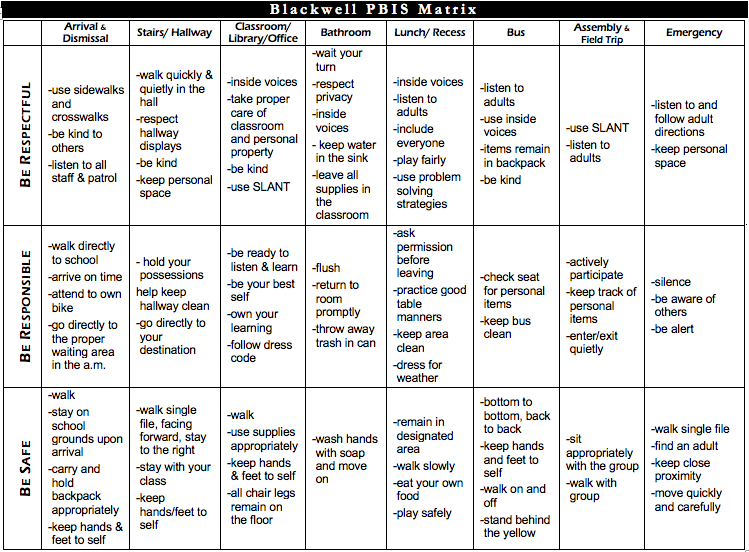 Blackwell PBIS Matrix
Arrival &
Dismissal
Stairs/ Hallway
Classroom/
Library/Office
Bathroom
Lunch/ Recess
Bus
Assembly &
Field Trip
Emergency
BE RESPECTFUL
-use sidewalks
and
crosswalks
-be kind to
others
-listen to all
staff & patrol
-walk quickly &
quietly in the
hall
-respect
hallway
displays
-be kind
-keep personal
space
-inside voices
-take proper
care of
classroom
and personal
property
-be kind
-use SLANT
-wait your
turn
-respect
privacy
-inside
voices
- keep water
in the sink
-leave all
supplies in
the
classroom
-inside voices
-listen to
adults
-include
everyone
-play fairly
-use problem
solving
strategies
-listen to
adults
-use inside
voices
-items remain
in backpack
-be kind
-use SLANT
-listen to
adults
-listen to and
follow adult
directions
-keep personal
space
BE RESPONSIBLE
-walk directly
to school
-arrive on time
-attend to own
bike
-go directly to
the proper
waiting area
in the a.m.
- hold your
possessions
help keep
hallway clean
-go directly to
your
destination
-be ready to
listen & learn
-be your best
self
-own your
learning
-follow dress
code
-flush
-return to
room
promptly
-throw away
trash in can
-ask
permission
before
leaving
-practice good
table
manners
-keep area
clean
-dress for
weather
-check seat
for personal
items
-keep bus
clean
-actively
participate
-keep track of
personal
items
-enter/exit
quietly
-silence
-be aware of
others
-be alert
BE SAFE
-walk
-stay on
school
grounds upon
arrival
-carry and
hold
backpack
appropriately
-keep hands &
feet to self
-walk single
file, facing
forward, stay
to the right
-stay with your
class
-keep
hands/feet to
self
-walk
-use supplies
appropriately
-keep hands
& feet to self
-all chair legs
remain on
the floor
-wash hands
with soap
and move
on
-remain in
designated
area
-walk slowly
-eat your own
food
-play safely
-bottom to
bottom, back
to back
-keep hands
and feet to
self
-walk on and
off
-stand behind
the yellow
-sit
appropriately
with the group
-walk with
group
-walk single file
-find an adult
-keep close
proximity
-move quickly
and carefully